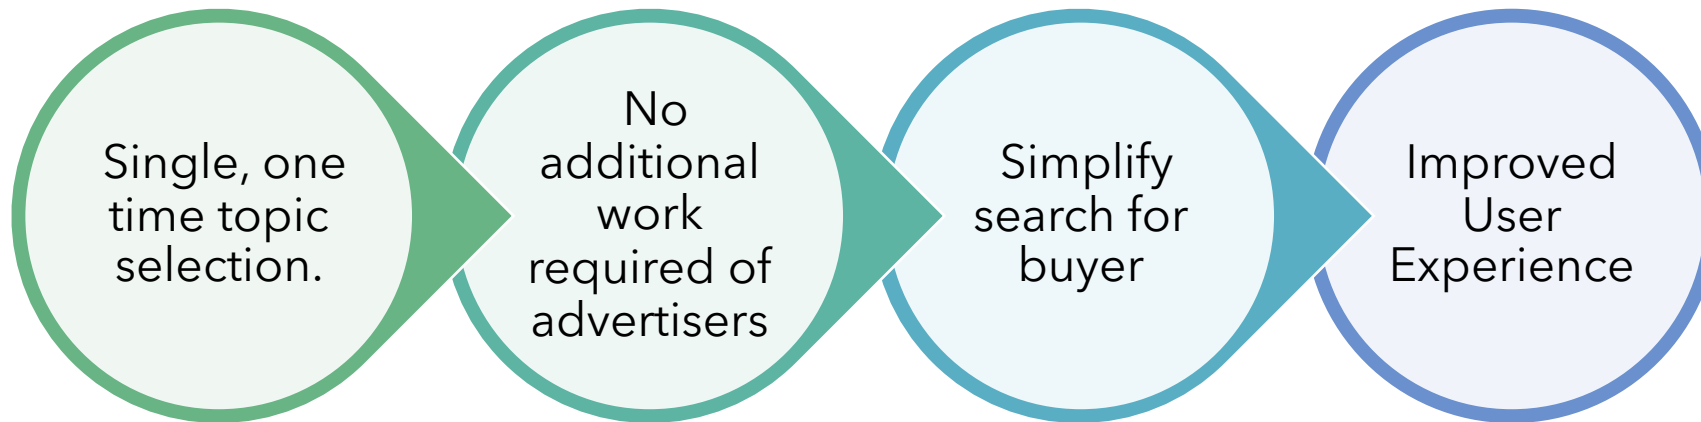 Single, one
time topic
selection.
No
additional
work
required of
advertisers
Simplify
search for
buyer
Improved
User
Experience